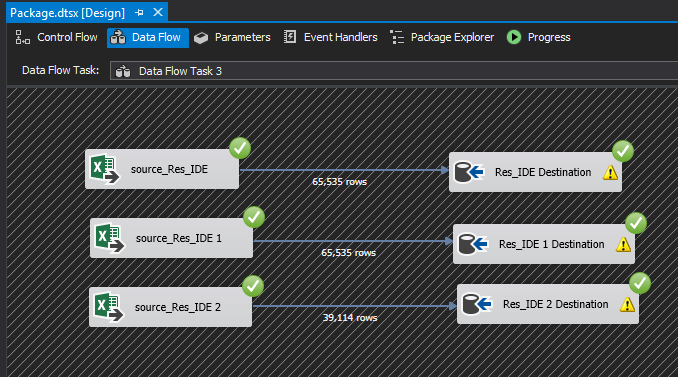 Package.dtsx [Design]
Control Flow Data Flow Parameters Event Handlers Package Explorer Progress
Data Flow Task: Data Flow Task 3
source_Res_IDE Res_IDE Destination
65,535 rows
source_Res_IDE 1 Res_IDE 1 Destination
65,535 rows
source_Res_IDE 2 Res_IDE 2 Destination
39,114 rows